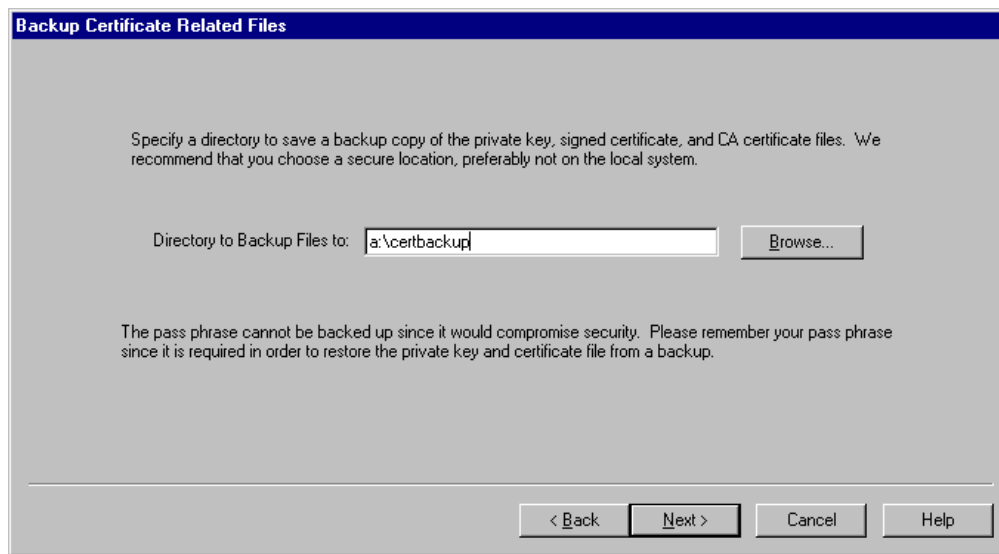 Backup Certificate Related Files
Specify a directory to save a backup copy of the private key, signed certificate, and CA certificate files.  We
recommend that you choose a secure location, preferably not on the local system.
Directory to Backup Files to: a:\certbackup Browse...
The pass phrase cannot be backed up since it would compromise security.  Please remember your pass phrase
since it is required in order to restore the private key and certificate file from a backup.
< Back Next > Cancel Help